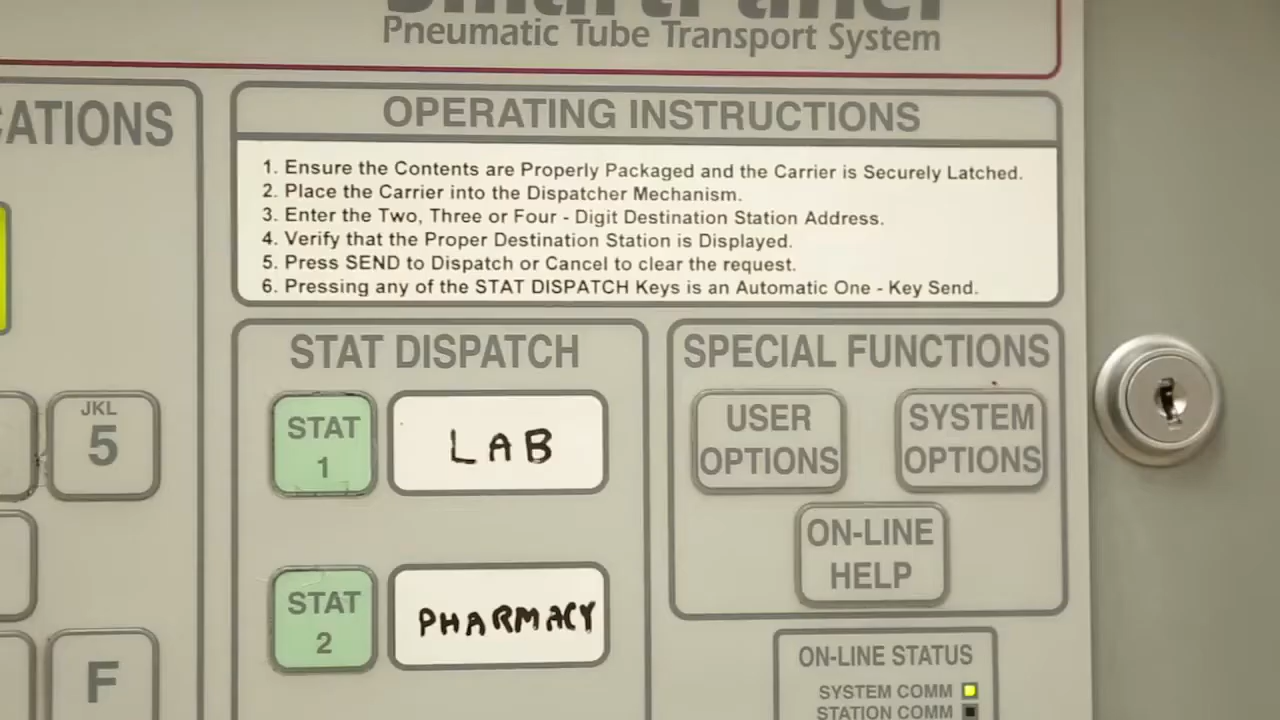 Pneumatic Tube Transport System
OPERATING INSTRUCTIONS
1. Ensure the Contents are Properly Packaged and the Carrier is Securely Latched.
2. Place the Carrier into the Dispatcher Mechanism.
3. Enter the Two, Three or Four - Digit Destination Station Address.
4. Verify that the Proper Destination Station is Displayed.
5. Press SEND to Dispatch or Cancel to clear the request.
6. Pressing any of the STAT DISPATCH Keys is an Automatic One - Key Send.
JKL
5
F
STAT DISPATCH
STAT
1
LAB
STAT
2
PHARMACY
SPECIAL FUNCTIONS
USER
OPTIONS
SYSTEM
OPTIONS
ON-LINE
HELP
ON-LINE STATUS
SYSTEM COMM
STATION COMM